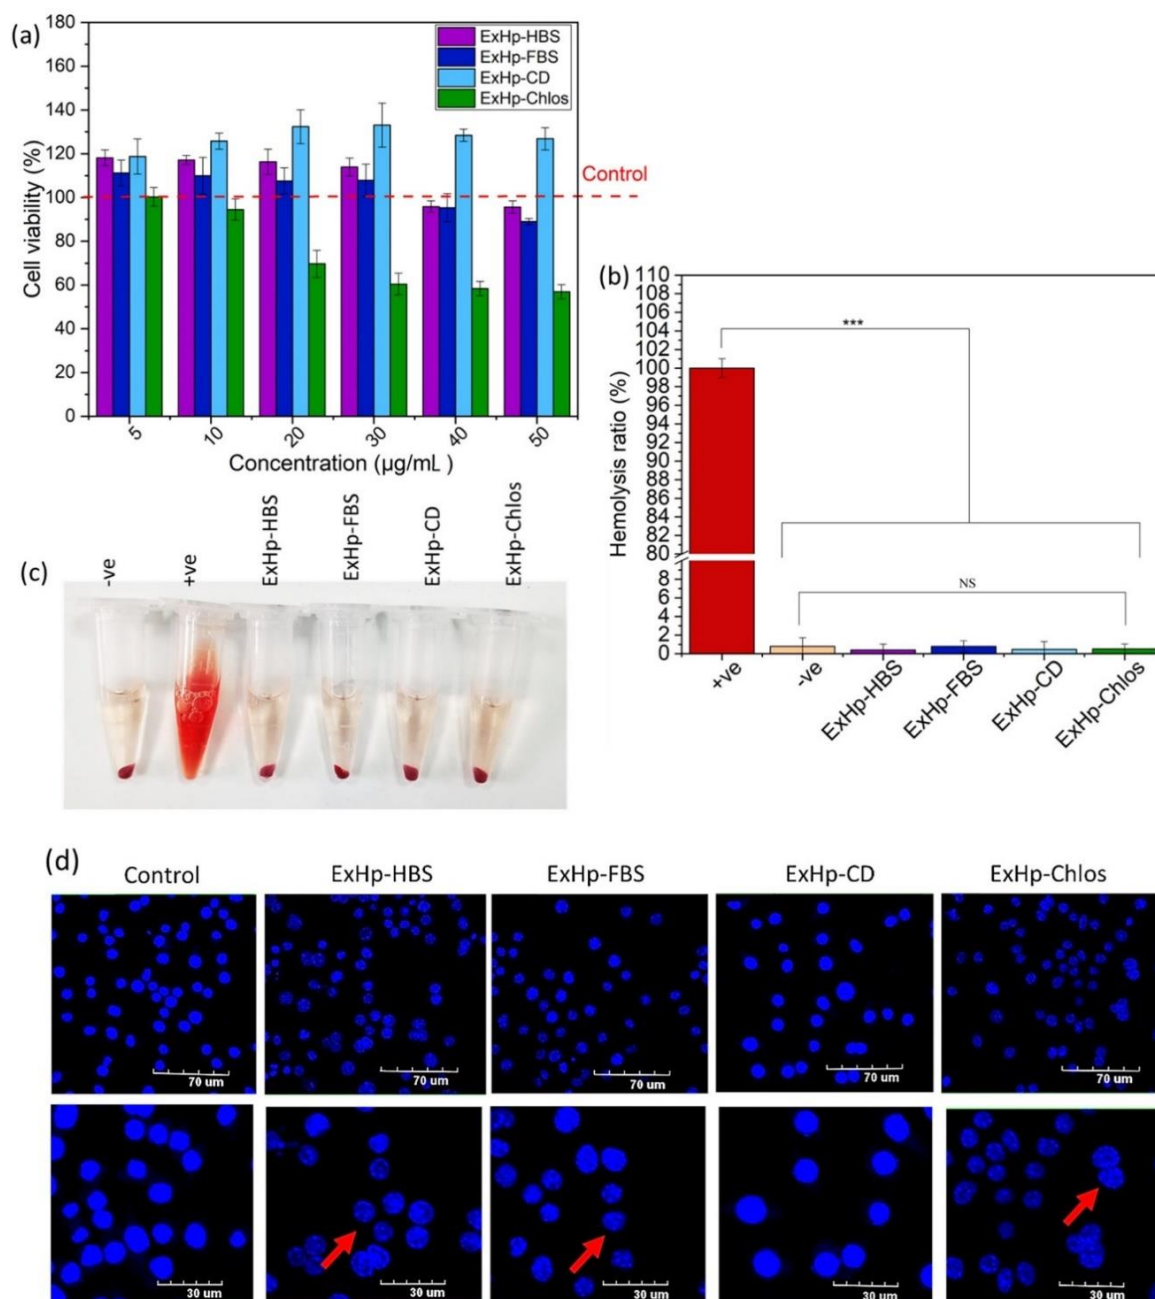 (a)
180
160
140
120
100
80
60
40
20
0
Cell viability (%)
ExHp-HBS
ExHp-FBS
ExHp-CD
ExHp-Chlos
Control
5
10
20
30
40
50
Concentration (µg/mL )
(b)
110
108
106
104
102
100
98
96
94
92
90
88
86
84
82
80
8
6
4
2
0
Hemolysis ratio (%)
***
NS
+ve
-ve
ExHp-HBS
ExHp-FBS
ExHp-CD
ExHp-Chlos
(c)
-ve
+ve
ExHp-HBS
ExHp-FBS
ExHp-CD
ExHp-Chlos
(d)
Control
ExHp-HBS
ExHp-FBS
ExHp-CD
ExHp-Chlos
70 um
70 um
70 um
70 um
70 um
30 um
30 um
30 um
30 um
30 um